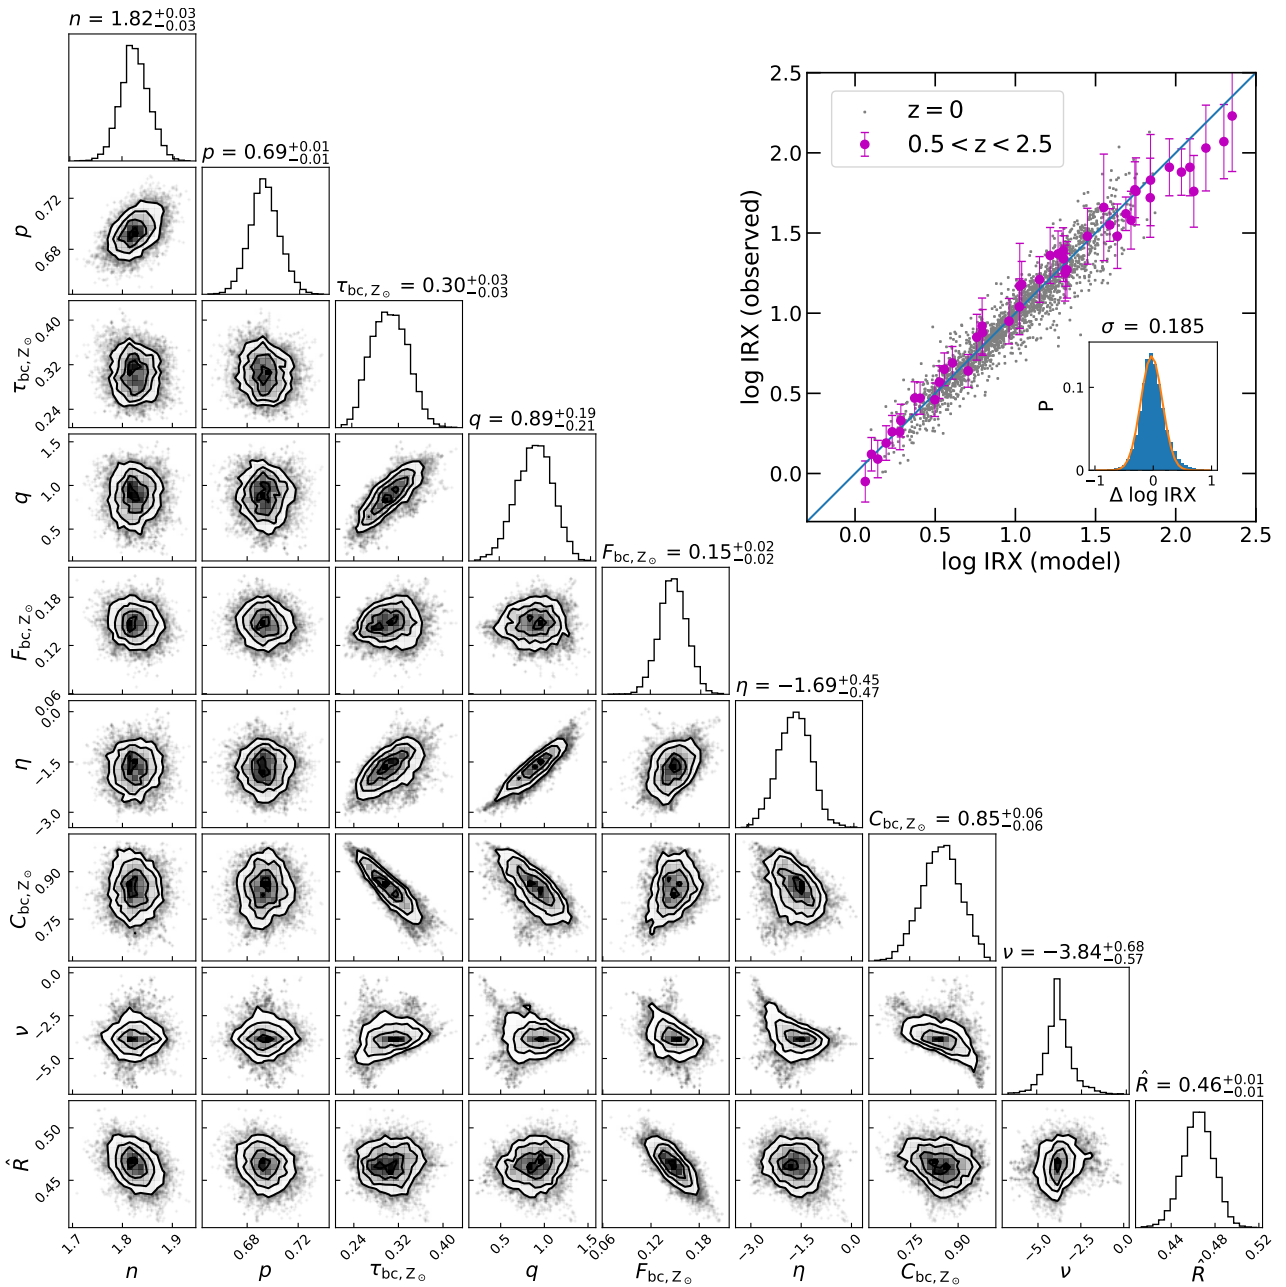 n = 1.82 +0.03 −0.03
p = 0.69 +0.01 −0.01
τbc, Z⊙ = 0.30 +0.03 −0.03
q = 0.89 +0.19 −0.21
Fbc, Z⊙ = 0.15 +0.02 −0.02
η = −1.69 +0.45 −0.47
Cbc, Z⊙ = 0.85 +0.06 −0.06
ν = −3.84 +0.68 −0.57
R̂ = 0.46 +0.01 −0.01
p
0.72
0.68
τbc, Z⊙
0.40
0.32
0.24
q
1.5
1.0
0.5
Fbc, Z⊙
0.18
0.12
0.06
η
0.0
−1.5
−3.0
Cbc, Z⊙
0.90
0.75
ν
0.0
−2.5
−5.0
R̂
0.50
0.45
1.7 1.8 1.9
n
0.68 0.72
p
0.24 0.32 0.40
τbc, Z⊙
0.5 1.0 1.5
q
0.06 0.12 0.18
Fbc, Z⊙
−3.0 −1.5 0.0
η
0.75 0.90
Cbc, Z⊙
−5.0 −2.5 0.0
ν
0.44 0.48 0.52
R̂
z = 0
0.5 < z < 2.5
log IRX (observed)
2.5
2.0
1.5
1.0
0.5
0.0
0.0 0.5 1.0 1.5 2.0 2.5
log IRX (model)
σ = 0.185
P
0.1
0
−1 0 1
Δ log IRX